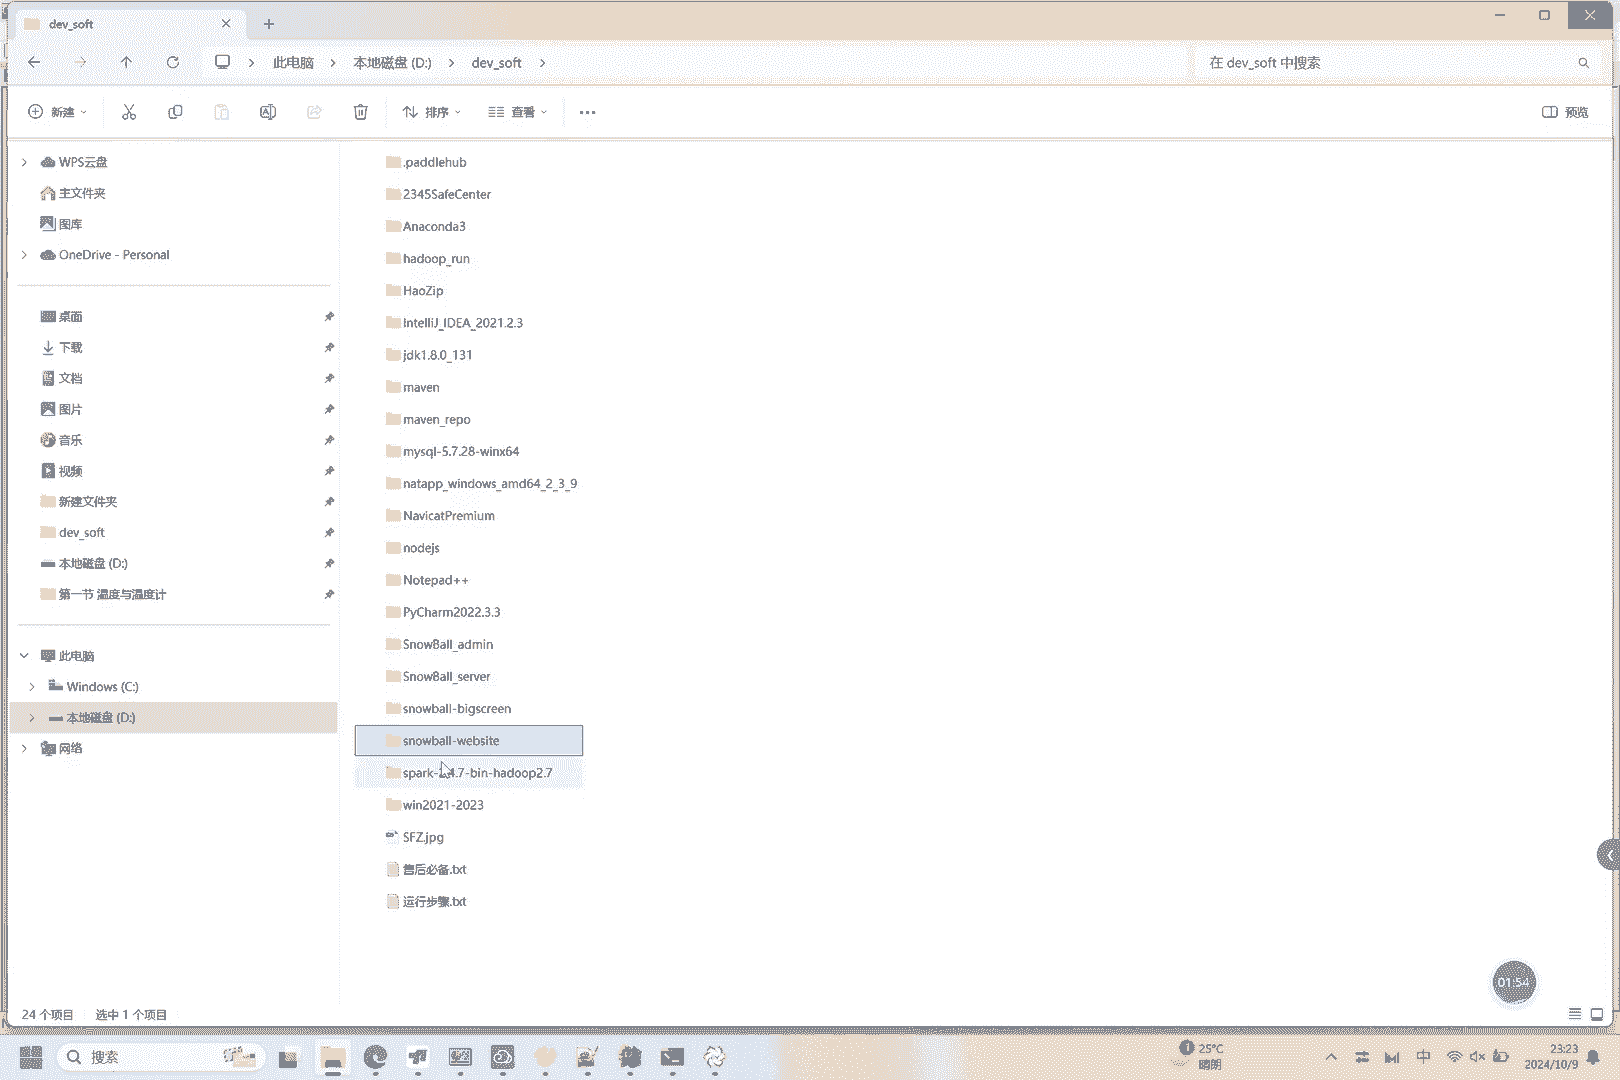 dev_soft
此电脑 本地磁盘 (D:) dev_soft
在 dev_soft 中搜索
新建 排序 查看 预览
WPS云盘
主文件夹
图库
OneDrive - Personal
桌面
下载
文档
图片
音乐
视频
新建文件夹
dev_soft
本地磁盘 (D:)
第一节 温度与温度计
此电脑
Windows (C:)
本地磁盘 (D:)
网络
.paddlehub
2345SafeCenter
Anaconda3
hadoop_run
HaoZip
IntelliJ_IDEA_2021.2.3
jdk1.8.0_131
maven
maven_repo
mysql-5.7.28-winx64
natapp_windows_amd64_2_3_9
NavicatPremium
nodejs
Notepad++
PyCharm2022.3.3
SnowBall_admin
SnowBall_server
snowball-bigscreen
snowball-website
spark-2.4.7-bin-hadoop2.7
win2021-2023
SFZ.jpg
售后必备.txt
运行步骤.txt
01:54
24 个项目 选中 1 个项目
搜索
25°C
晴朗
中
23:23
2024/10/9